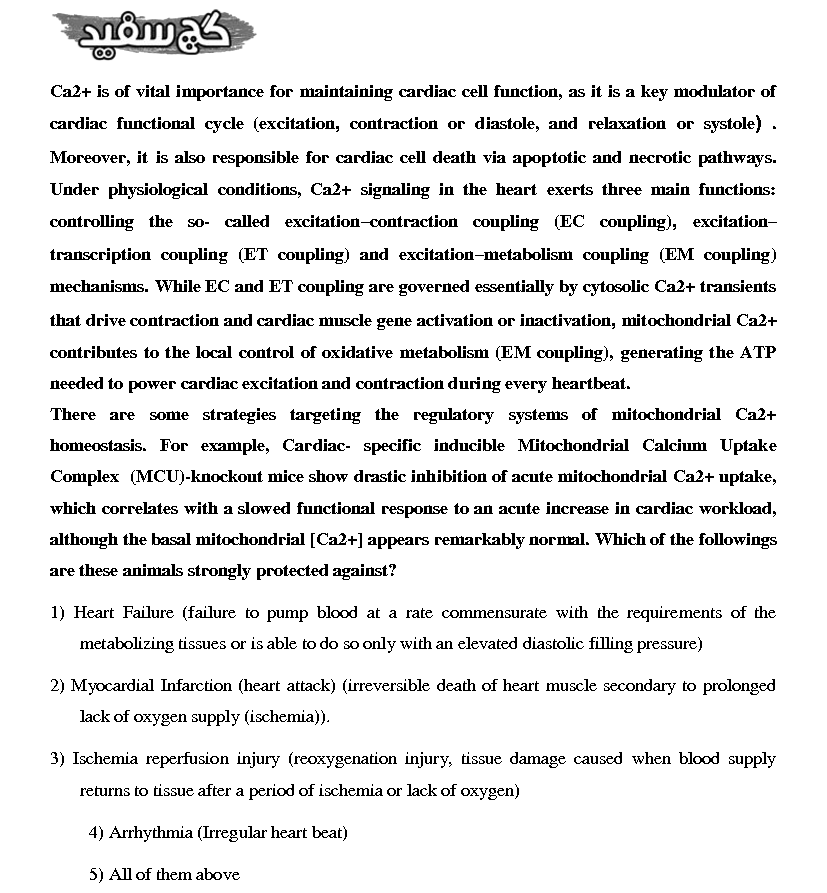 گچ سفید
Ca2+ is of vital importance for maintaining cardiac cell function, as it is a key modulator of
cardiac functional cycle (excitation, contraction or diastole, and relaxation or systole) .
Moreover, it is also responsible for cardiac cell death via apoptotic and necrotic pathways.
Under physiological conditions, Ca2+ signaling in the heart exerts three main functions:
controlling the so- called excitation–contraction coupling (EC coupling), excitation–
transcription coupling (ET coupling) and excitation–metabolism coupling (EM coupling)
mechanisms. While EC and ET coupling are governed essentially by cytosolic Ca2+ transients
that drive contraction and cardiac muscle gene activation or inactivation, mitochondrial Ca2+
contributes to the local control of oxidative metabolism (EM coupling), generating the ATP
needed to power cardiac excitation and contraction during every heartbeat.
There are some strategies targeting the regulatory systems of mitochondrial Ca2+
homeostasis. For example, Cardiac- specific inducible Mitochondrial Calcium Uptake
Complex (MCU)-knockout mice show drastic inhibition of acute mitochondrial Ca2+ uptake,
which correlates with a slowed functional response to an acute increase in cardiac workload,
although the basal mitochondrial [Ca2+] appears remarkably normal. Which of the followings
are these animals strongly protected against?
1) Heart Failure (failure to pump blood at a rate commensurate with the requirements of the
metabolizing tissues or is able to do so only with an elevated diastolic filling pressure)
2) Myocardial Infarction (heart attack) (irreversible death of heart muscle secondary to prolonged
lack of oxygen supply (ischemia)).
3) Ischemia reperfusion injury (reoxygenation injury, tissue damage caused when blood supply
returns to tissue after a period of ischemia or lack of oxygen)
4) Arrhythmia (Irregular heart beat)
5) All of them above